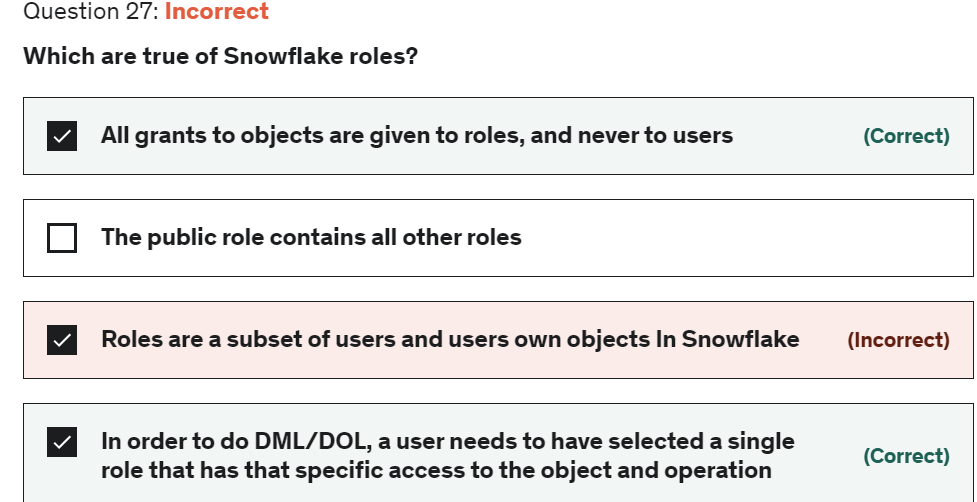 Question 27: Incorrect
Which are true of Snowflake roles?
All grants to objects are given to roles, and never to users (Correct)
The public role contains all other roles
Roles are a subset of users and users own objects In Snowflake (Incorrect)
In order to do DML/DOL, a user needs to have selected a single
role that has that specific access to the object and operation (Correct)